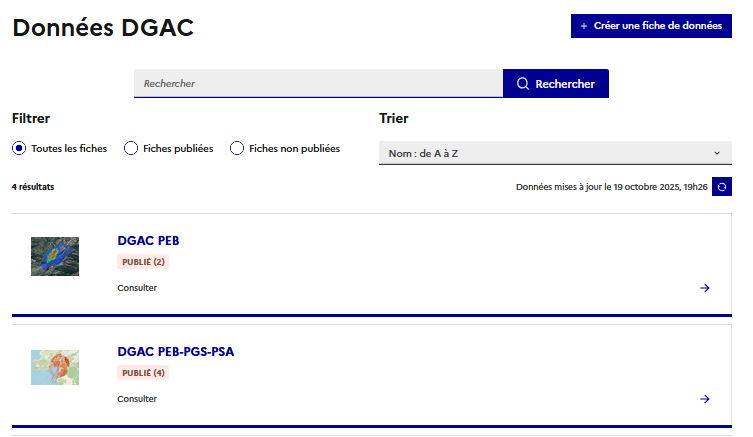 Données DGAC
+ Créer une fiche de données
Rechercher
Rechercher
Filtrer
Trier
Toutes les fiches
Fiches publiées
Fiches non publiées
Nom : de A à Z
4 résultats
Données mises à jour le 19 octobre 2025, 19h26
DGAC PEB
PUBLIÉ (2)
Consulter
DGAC PEB-PGS-PSA
PUBLIÉ (4)
Consulter